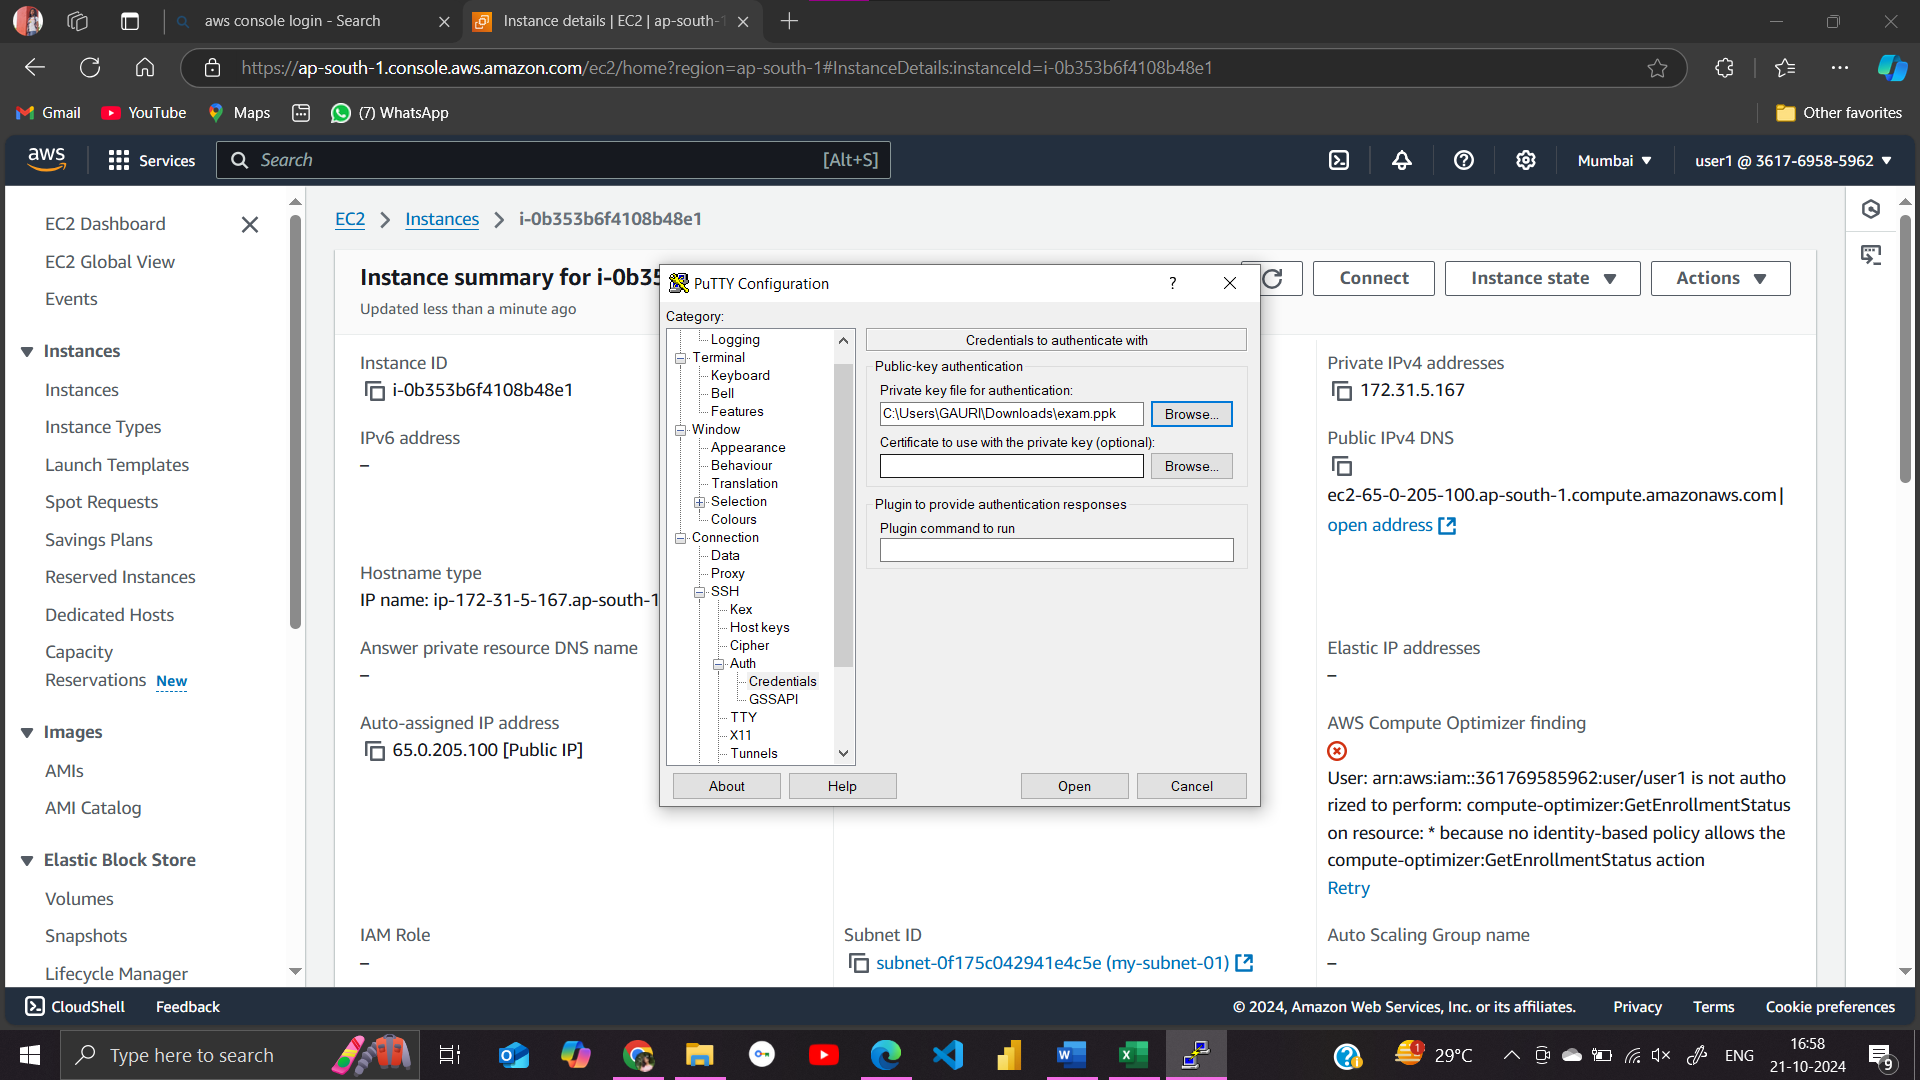 aws console login - Search
Instance details | EC2 | ap-south-1
https://ap-south-1.console.aws.amazon.com/ec2/home?region=ap-south-1#InstanceDetails:instanceId=i-0b353b6f4108b48e1
Gmail
YouTube
Maps
(7) WhatsApp
Other favorites
aws
Services
Search
[Alt+S]
Mumbai
user1 @ 3617-6958-5962
EC2 Dashboard
EC2 Global View
Events
Instances
Instances
Instance Types
Launch Templates
Spot Requests
Savings Plans
Reserved Instances
Dedicated Hosts
Capacity
Reservations New
Images
AMIs
AMI Catalog
Elastic Block Store
Volumes
Snapshots
Lifecycle Manager
EC2
Instances
i-0b353b6f4108b48e1
Instance summary for i-0b35
Updated less than a minute ago
Connect
Instance state
Actions
Instance ID
i-0b353b6f4108b48e1
IPv6 address
–
Hostname type
IP name: ip-172-31-5-167.ap-south-1
Answer private resource DNS name
–
Auto-assigned IP address
65.0.205.100 [Public IP]
IAM Role
–
Subnet ID
subnet-0f175c042941e4c5e (my-subnet-01)
Private IPv4 addresses
172.31.5.167
Public IPv4 DNS
ec2-65-0-205-100.ap-south-1.compute.amazonaws.com |
open address
Elastic IP addresses
–
AWS Compute Optimizer finding
User: arn:aws:iam::361769585962:user/user1 is not autho
rized to perform: compute-optimizer:GetEnrollmentStatus
on resource: * because no identity-based policy allows the
compute-optimizer:GetEnrollmentStatus action
Retry
Auto Scaling Group name
–
PuTTY Configuration
?
Category:
Logging
Terminal
Keyboard
Bell
Features
Window
Appearance
Behaviour
Translation
Selection
Colours
Connection
Data
Proxy
SSH
Kex
Host keys
Cipher
Auth
Credentials
GSSAPI
TTY
X11
Tunnels
Credentials to authenticate with
Public-key authentication
Private key file for authentication:
C:\Users\GAURI\Downloads\exam.ppk
Browse...
Certificate to use with the private key (optional):
Browse...
Plugin to provide authentication responses
Plugin command to run
About
Help
Open
Cancel
CloudShell
Feedback
© 2024, Amazon Web Services, Inc. or its affiliates.
Privacy
Terms
Cookie preferences
Type here to search
1
29°C
ENG
16:58
21-10-2024
9